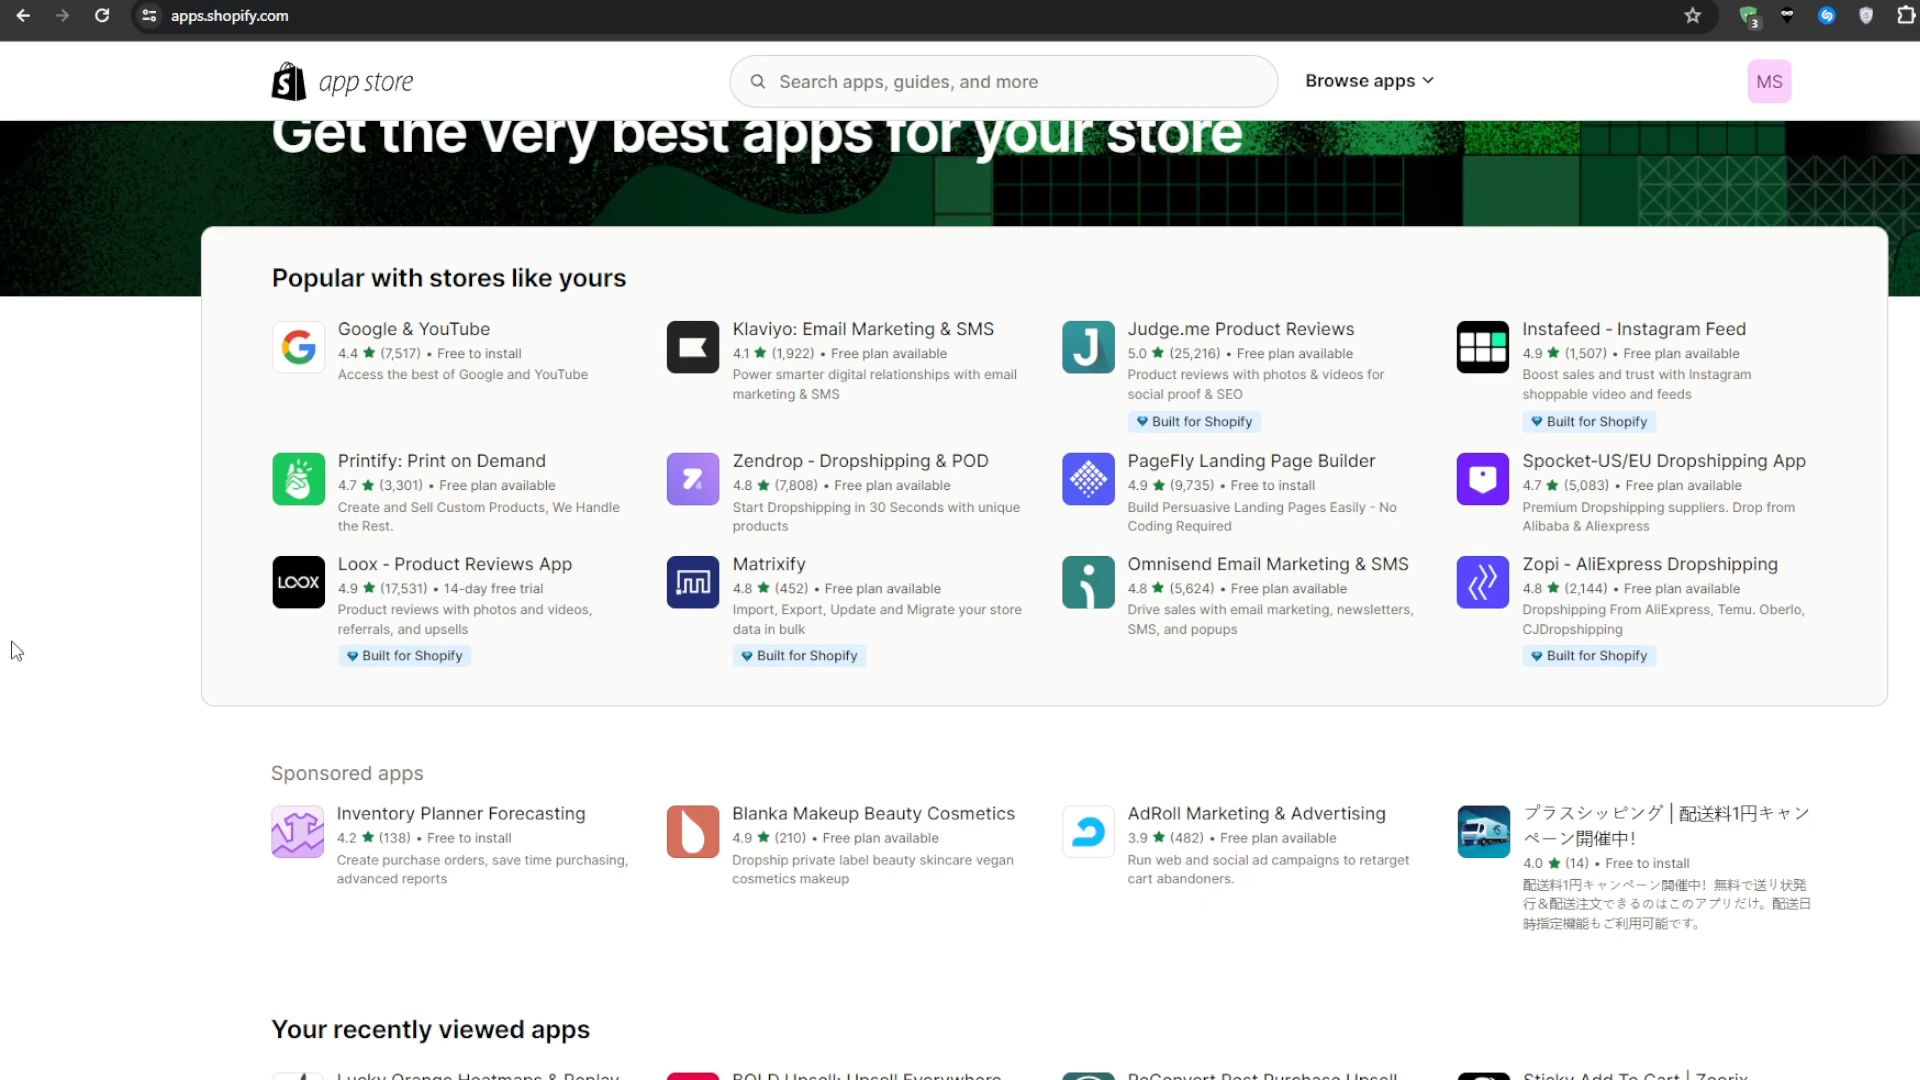 apps.shopify.com
3
app store
Search apps, guides, and more
Browse apps
MS
Get the very best apps for your store
Popular with stores like yours
Google & YouTube
4.4 ★ (7,517) • Free to install
Access the best of Google and YouTube
Klaviyo: Email Marketing & SMS
4.1 ★ (1,922) • Free plan available
Power smarter digital relationships with email
marketing & SMS
Judge.me Product Reviews
5.0 ★ (25,216) • Free plan available
Product reviews with photos & videos for
social proof & SEO
Built for Shopify
Instafeed - Instagram Feed
4.9 ★ (1,507) • Free plan available
Boost sales and trust with Instagram
shoppable video and feeds
Built for Shopify
Printify: Print on Demand
4.7 ★ (3,301) • Free plan available
Create and Sell Custom Products, We Handle
the Rest.
Zendrop - Dropshipping & POD
4.8 ★ (7,808) • Free plan available
Start Dropshipping in 30 Seconds with unique
products
PageFly Landing Page Builder
4.9 ★ (9,735) • Free to install
Build Persuasive Landing Pages Easily - No
Coding Required
Spocket-US/EU Dropshipping App
4.7 ★ (5,083) • Free plan available
Premium Dropshipping suppliers. Drop from
Alibaba & Aliexpress
LOOX
Loox - Product Reviews App
4.9 ★ (17,531) • 14-day free trial
Product reviews with photos and videos,
referrals, and upsells
Built for Shopify
Matrixify
4.8 ★ (452) • Free plan available
Import, Export, Update and Migrate your store
data in bulk
Built for Shopify
Omnisend Email Marketing & SMS
4.8 ★ (5,624) • Free plan available
Drive sales with email marketing, newsletters,
SMS, and popups
Zopi - AliExpress Dropshipping
4.8 ★ (2,144) • Free plan available
Dropshipping From AliExpress, Temu. Oberlo,
CJDropshipping
Built for Shopify
Sponsored apps
Inventory Planner Forecasting
4.2 ★ (138) • Free to install
Create purchase orders, save time purchasing,
advanced reports
Blanka Makeup Beauty Cosmetics
4.9 ★ (210) • Free plan available
Dropship private label beauty skincare vegan
cosmetics makeup
AdRoll Marketing & Advertising
3.9 ★ (482) • Free plan available
Run web and social ad campaigns to retarget
cart abandoners.
プラスシッピング | 配送料1円キャン
ペーン開催中！
4.0 ★ (14) • Free to install
配送料1円キャンペーン開催中！無料で送り状発
行＆配送注文できるのはこのアプリだけ。配送日
時指定機能もご利用可能です。
Your recently viewed apps
Lucky Orange Heatmaps & Replay
BOLD Upsell: Upsell Everywhere
ReConvert Post Purchase Upsell
Sticky Add To Cart | Zoorix